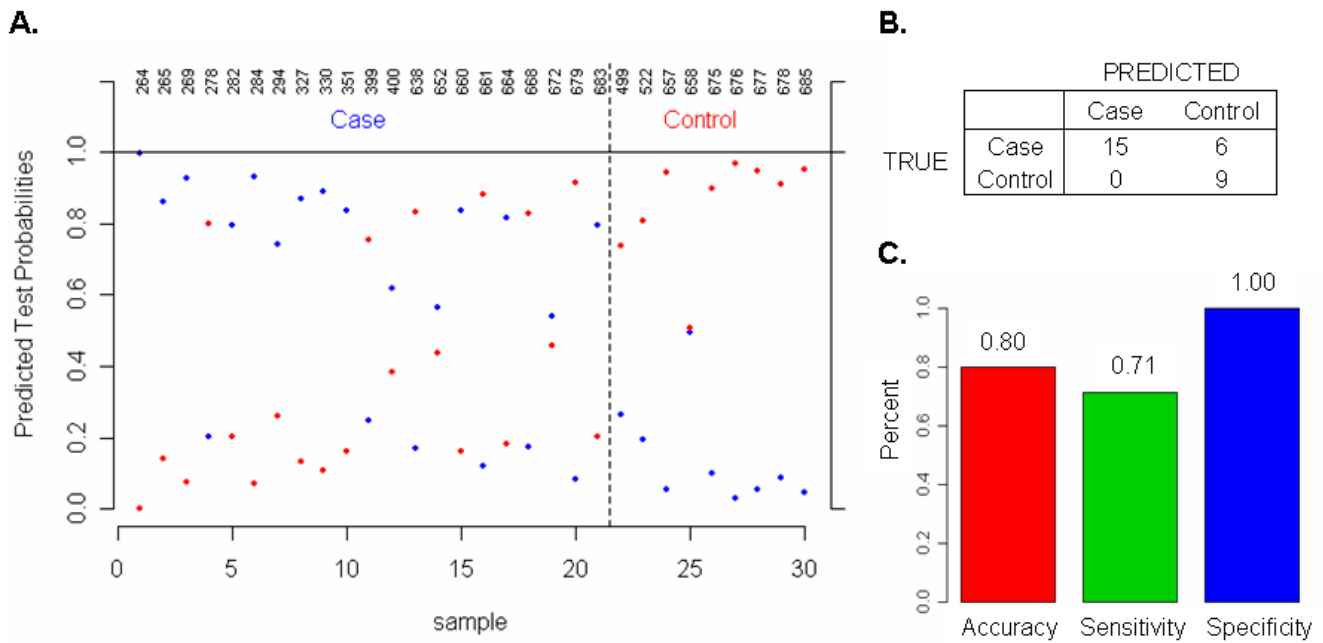 A.
264 265 269 278 282 284 294 327 330 351 399 400 638 652 660 661 664 668 672 679 683 499 522 657 658 675 676 677 678 685
Case Control
Predicted Test Probabilities
1.0
0.8
0.6
0.4
0.2
0.0
0 5 10 15 20 25 30
sample
B.
PREDICTED
Case Control
TRUE
Case 15 6
Control 0 9
C.
Percent
1.0
0.8
0.6
0.4
0.2
0.0
0.80 0.71 1.00
Accuracy Sensitivity Specificity